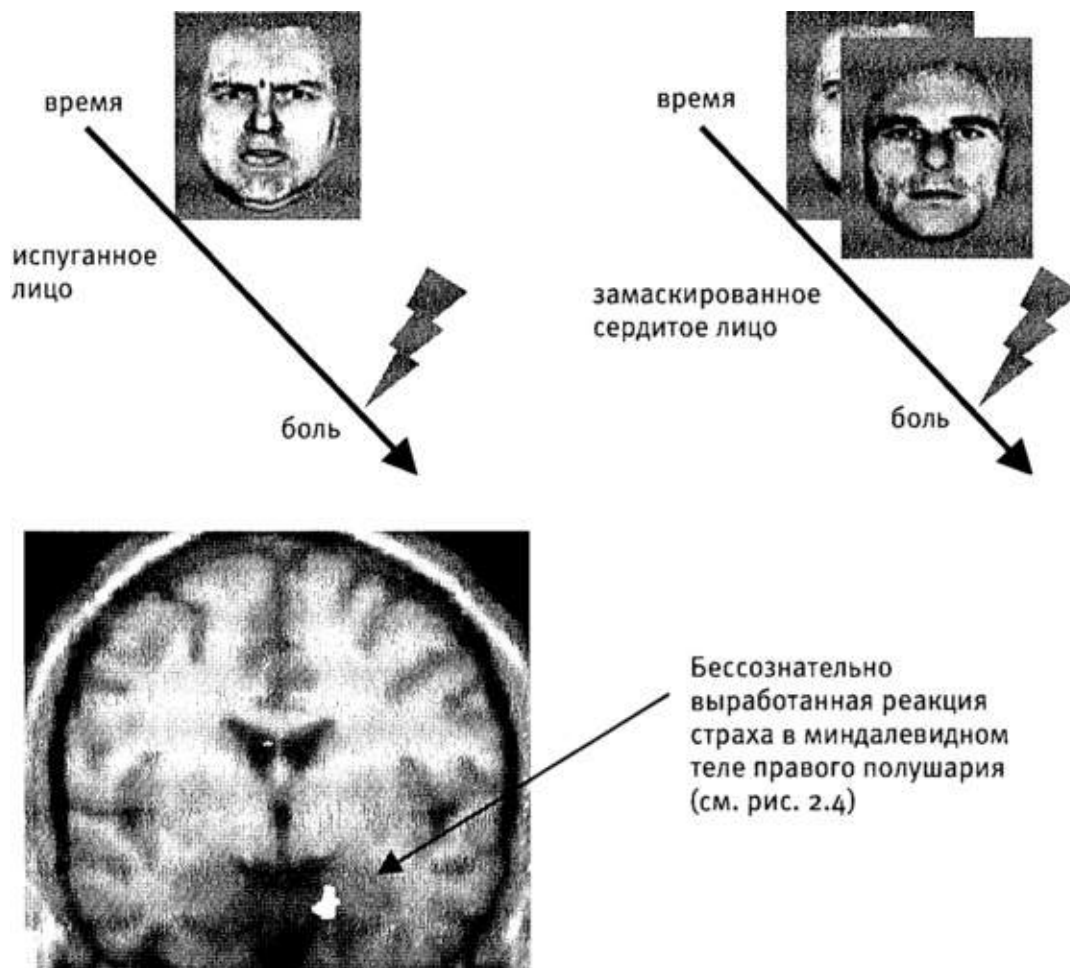 время
испуганное
лицо
боль
время
замаскированное
сердитое лицо
боль
Бессознательно
выработанная реакция
страха в миндалевидном
теле правого полушария
(см. рис. 2.4)